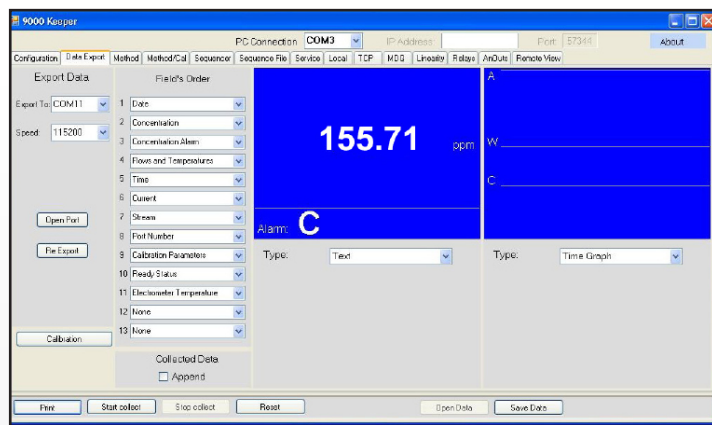 9000 Keeper
PC Connection COM3 IP Address: Port: 57344 About
Configuration Data Export Method Method/Cal Sequencer Sequence File Service Local TCP MDG Linearity Relays AnOuts Remote View
Export Data
Export To: COM11
Speed: 115200
Open Port
Re Export
Calibration
Field's Order
1 Date
2 Concentration
3 Concentration Alarm
4 Flows and Temperatures
5 Time
6 Current
7 Stream
8 Port Number
9 Calibration Parameters
10 Ready Status
11 Electrometer Temperature
12 None
13 None
Collected Data
Append
155.71 ppm
Alarm: C
Type: Text
A
W
C
Type: Time Graph
Print Start collect Stop collect Reset Open Data Save Data